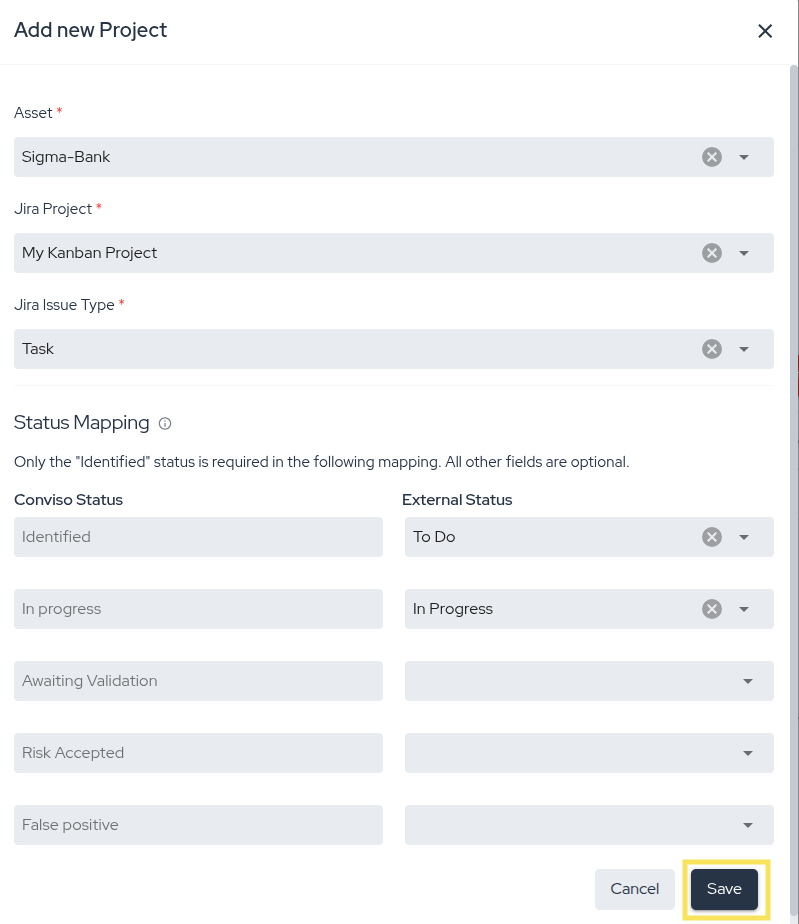 Add new Project
Asset *
Sigma-Bank
Jira Project *
My Kanban Project
Jira Issue Type *
Task
Status Mapping
Only the "Identified" status is required in the following mapping. All other fields are optional.
Conviso Status External Status
Identified To Do
In progress In Progress
Awaiting Validation
Risk Accepted
False positive
Cancel Save